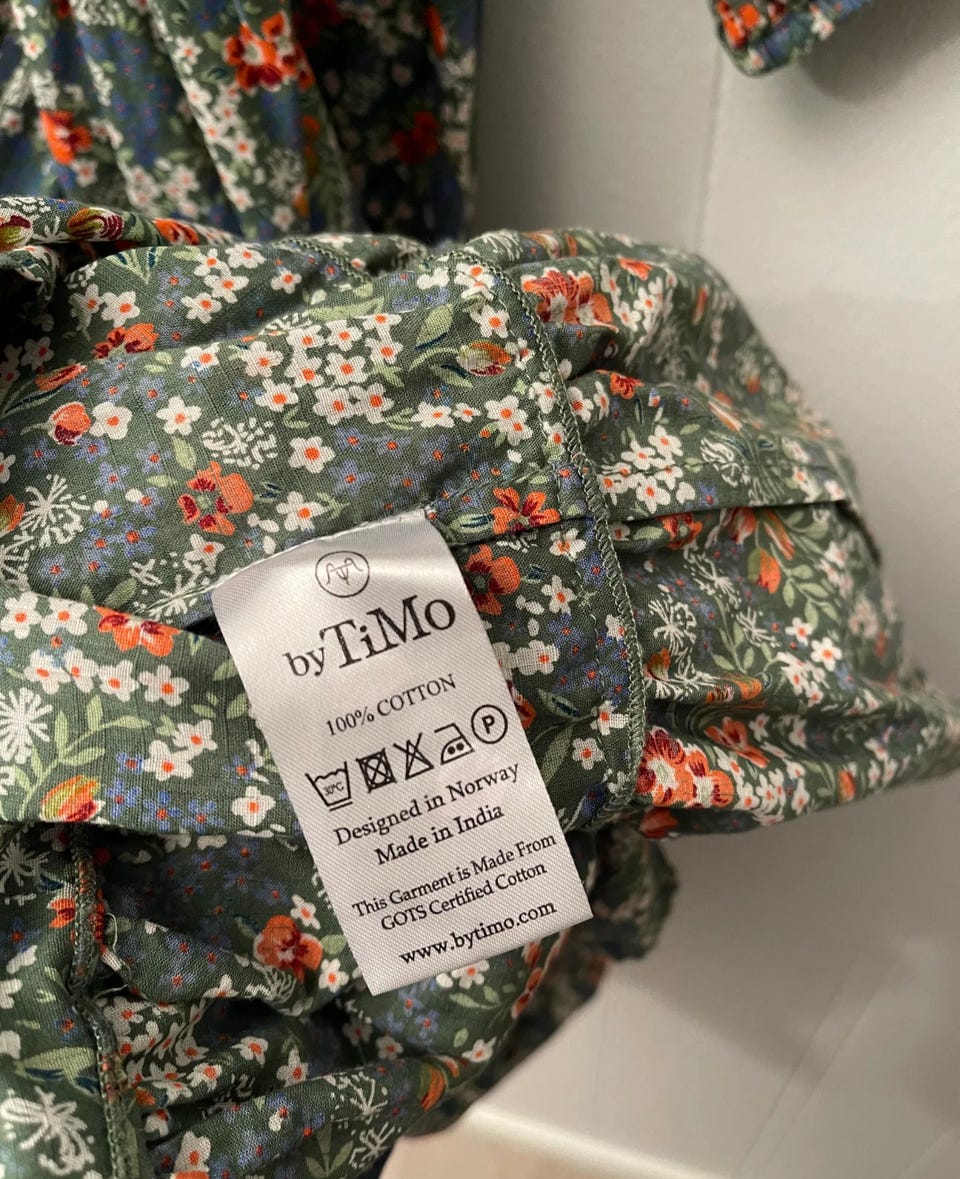 byTiMo
100% COTTON
30°C P
Designed in Norway
Made in India
This Garment is Made From
GOTS Certified Cotton
www.bytimo.com